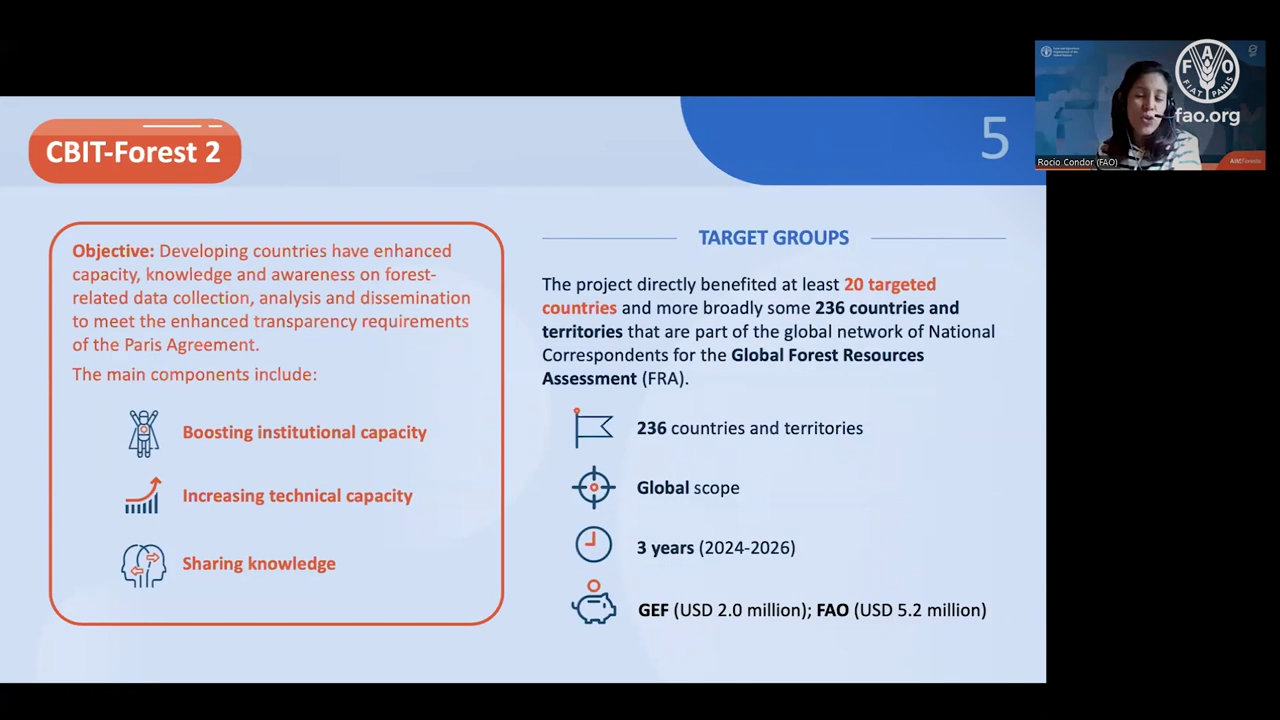 CBIT-Forest 2
5
Objective: Developing countries have enhanced
capacity, knowledge and awareness on forest-
related data collection, analysis and dissemination
to meet the enhanced transparency requirements
of the Paris Agreement.
The main components include:
Boosting institutional capacity
Increasing technical capacity
Sharing knowledge
TARGET GROUPS
The project directly benefited at least 20 targeted
countries and more broadly some 236 countries and
territories that are part of the global network of National
Correspondents for the Global Forest Resources
Assessment (FRA).
236 countries and territories
Global scope
3 years (2024-2026)
GEF (USD 2.0 million); FAO (USD 5.2 million)
FAO
FIAT PANIS
fao.org
Rocio Condor (FAO)